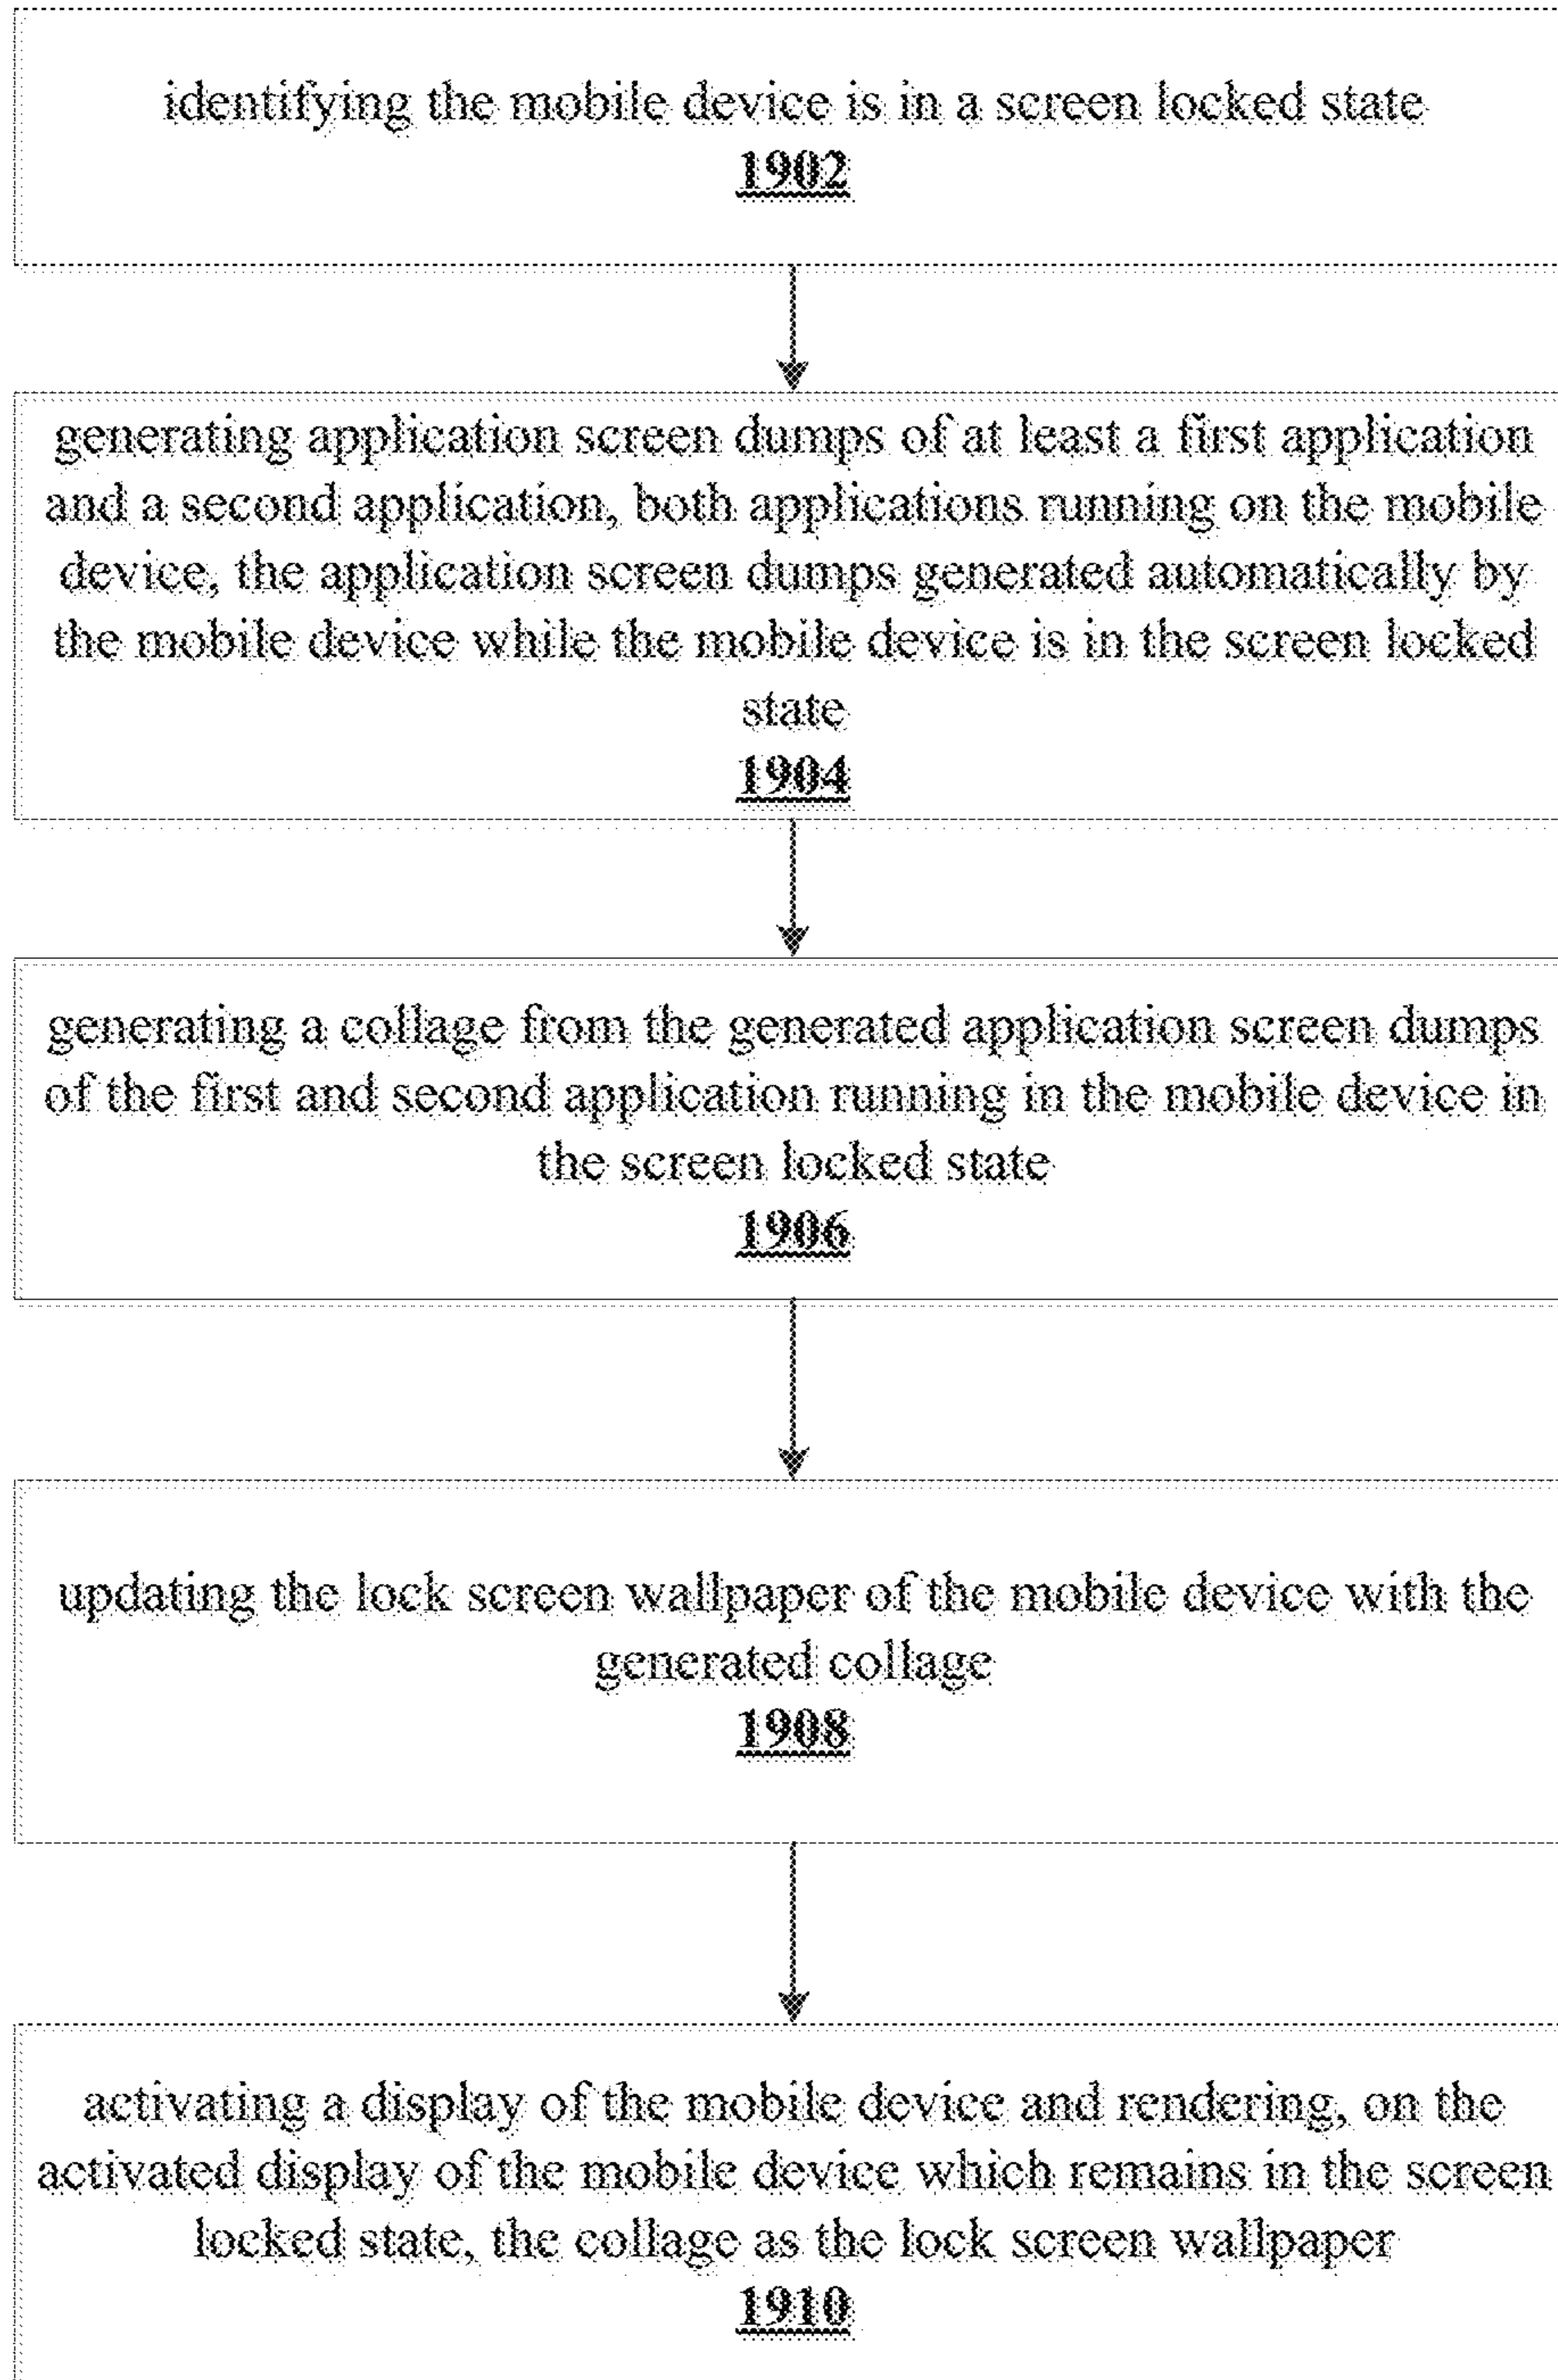 identifying the mobile device is in a screen locked state
1902
generating application screen dumps of at least a first application
and a second application, both applications running on the mobile
device, the application screen dumps generated automatically by
the mobile device while the mobile device is in the screen locked
state
1904
generating a collage from the generated application screen dumps
of the first and second application running in the mobile device in
the screen locked state
1906
updating the lock screen wallpaper of the mobile device with the
generated collage
1908
activating a display of the mobile device and rendering, on the
activated display of the mobile device which remains in the screen
locked state, the collage as the lock screen wallpaper
1910